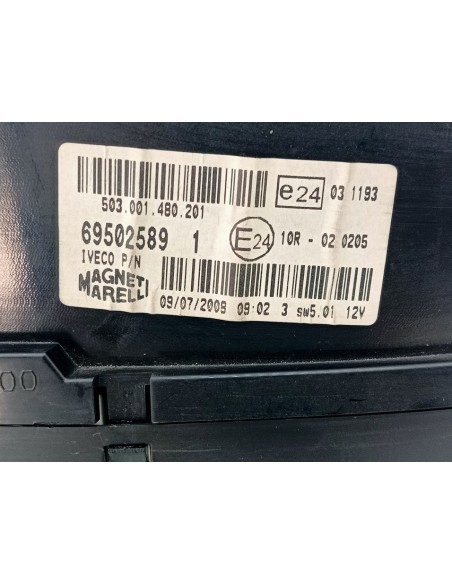 503.001.480.201
e24 03 1193
69502589 1
E24 10R - 02 0205
IVECO P/N
MAGNETI
MARELLI
09/07/2008 09:02 3 sw5.01 12V
00